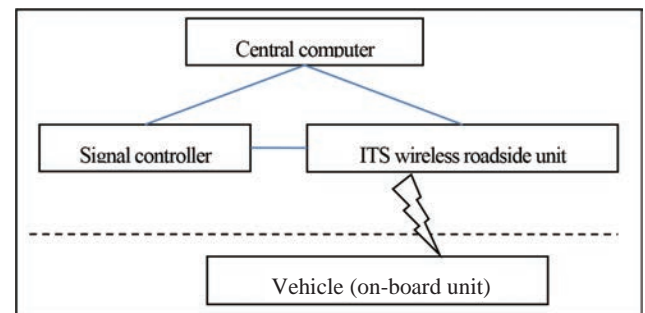 Central computer
Signal controller
ITS wireless roadside unit
Vehicle (on-board unit)